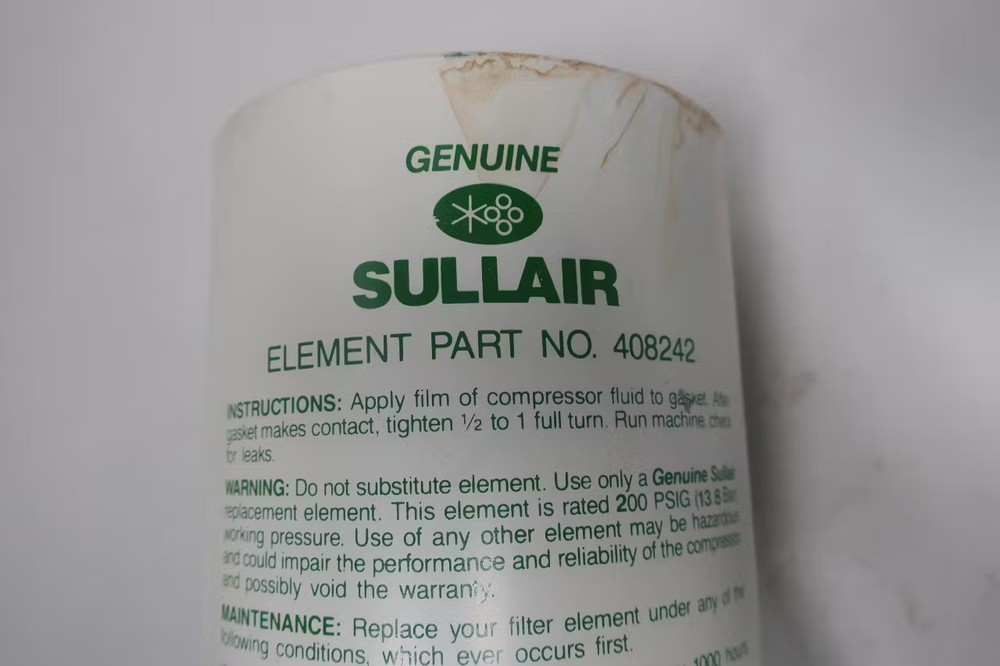 GENUINE
SULLAIR
ELEMENT PART NO. 408242
INSTRUCTIONS: Apply film of compressor fluid to gasket. After
gasket makes contact, tighten 1/2 to 1 full turn. Run machine check
for leaks.
WARNING: Do not substitute element. Use only a Genuine Sullair
replacement element. This element is rated 200 PSIG (13 8 Bar)
working pressure. Use of any other element may be hazardous
and could impair the performance and reliability of the compressor
and possibly void the warranty.
MAINTENANCE: Replace your filter element under any of the
following conditions, which ever occurs first.
1000 hours